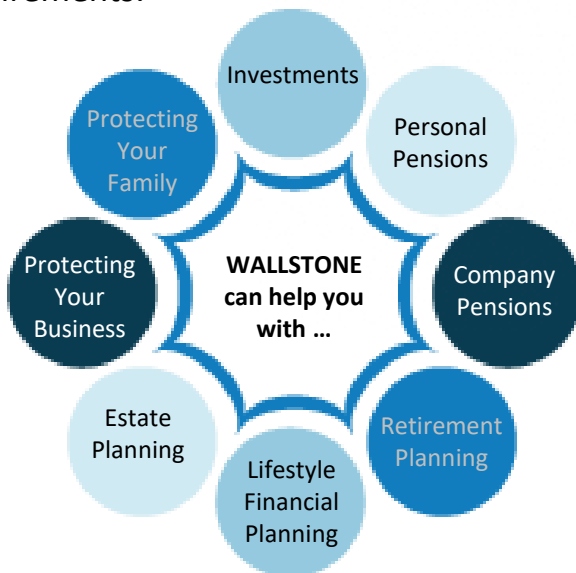 Investments
Personal
Pensions
Company
Pensions
Retirement
Planning
Lifestyle
Financial
Planning
Estate
Planning
Protecting
Your
Business
Protecting
Your
Family
WALLSTONE
can help you
with …